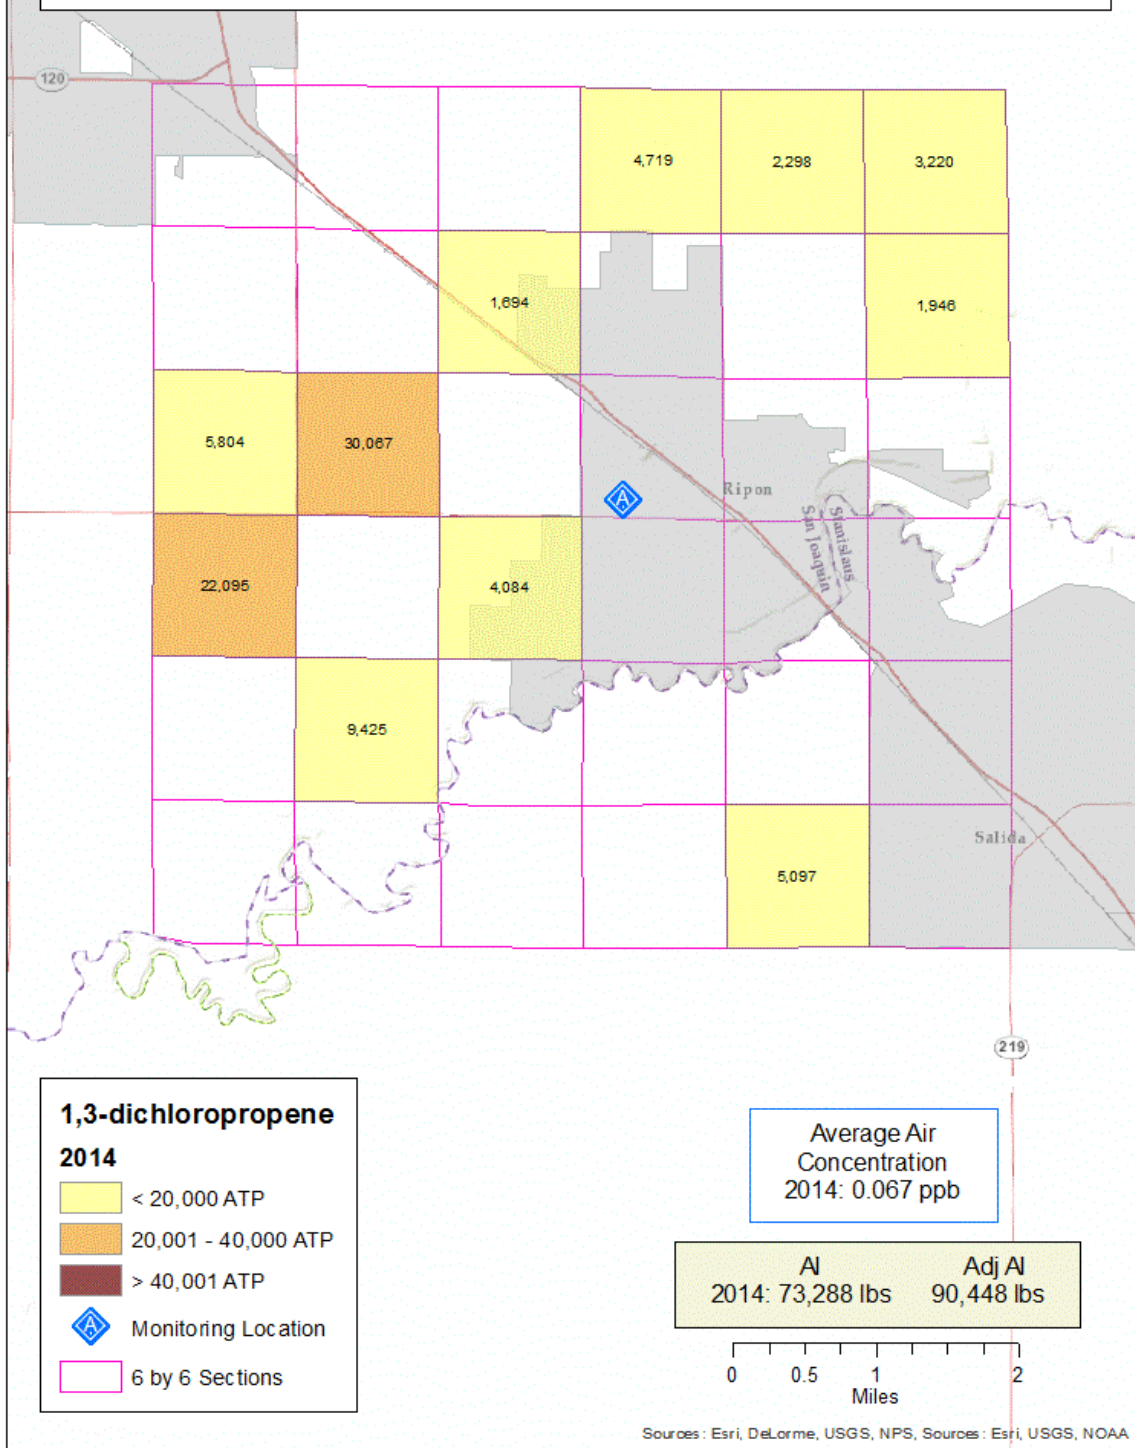 120
4,719
2,298
3,220
1,694
1,946
5,804
30,067
Ripon
Stanislaus
San Joaquin
22,095
4,084
9,425
Salida
5,097
219
1,3-dichloropropene
2014
< 20,000 ATP
20,001 - 40,000 ATP
> 40,001 ATP
Monitoring Location
6 by 6 Sections
Average Air
Concentration
2014: 0.067 ppb
AI Adj AI
2014: 73,288 lbs 90,448 lbs
0 0.5 1 2
Miles
Sources: Esri, DeLorme, USGS, NPS, Sources: Esri, USGS, NOAA